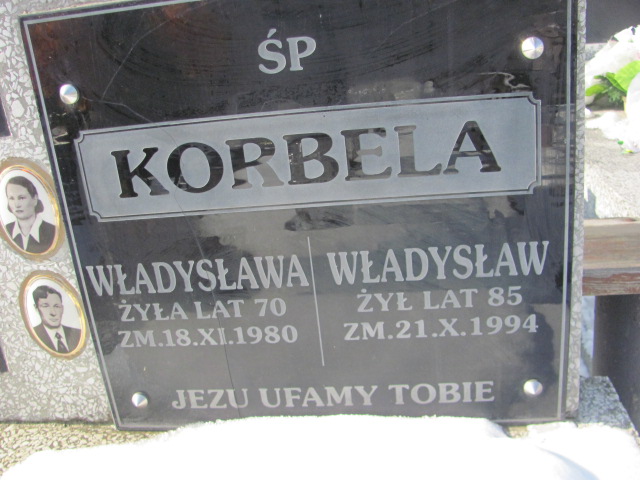 ŚP
KORBELA
WŁADYSŁAWA
ŻYŁA LAT 70
ZM.18.XI.1980
WŁADYSŁAW
ŻYŁ LAT 85
ZM.21.X.1994
JEZU UFAMY TOBIE